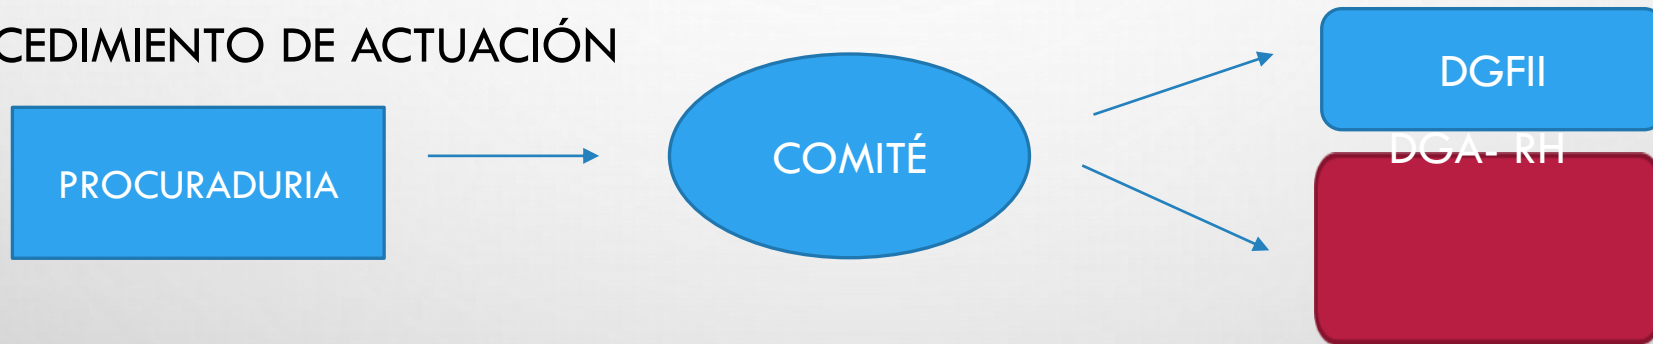 CEDIMIENTO DE ACTUACIÓN
PROCURADURIA
COMITÉ
DGFII
DGA- RH